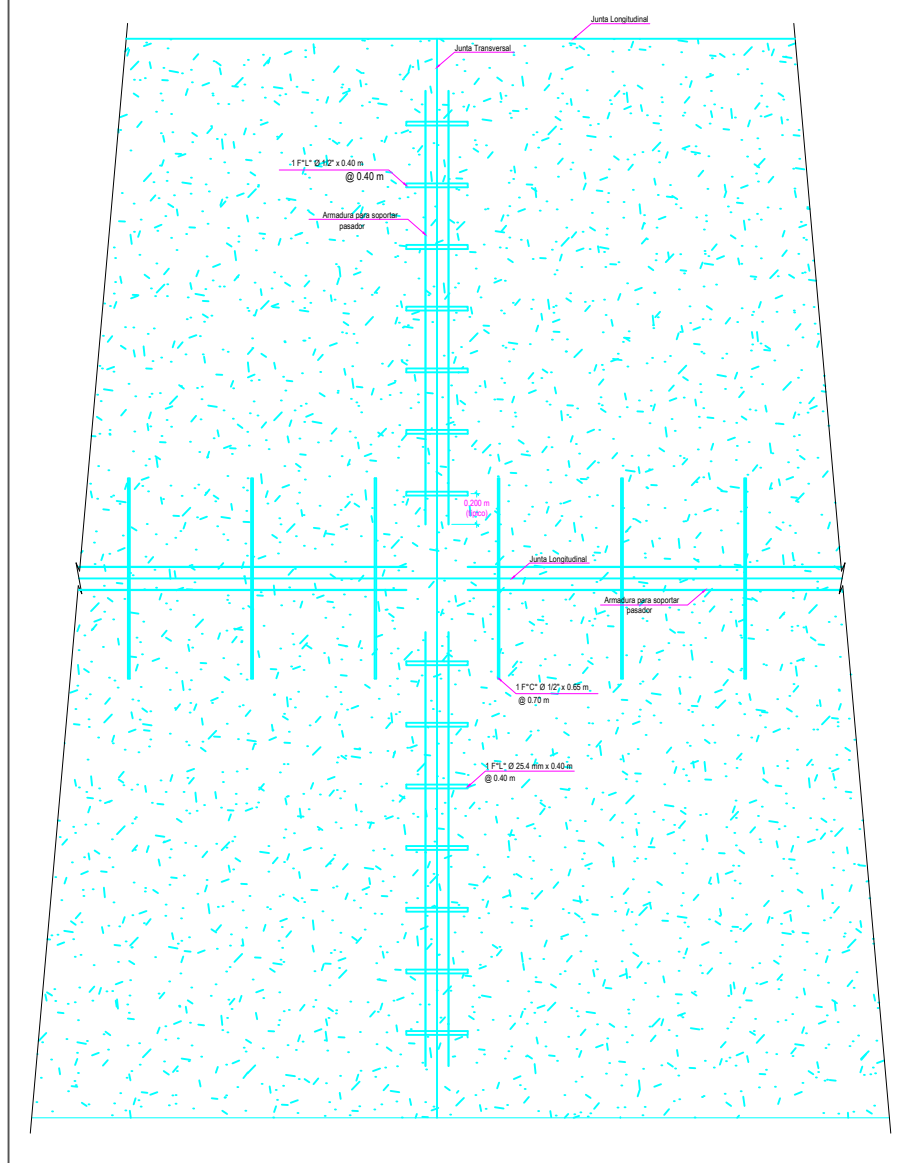 Junta Longitudinal
Junta Transversal
1 F"L" Ø 1/2" x 0.40 m
@ 0.40 m
Armadura para soportar
pasador
0,200 m
(típico)
Junta Longitudinal
Armadura para soportar
pasador
1 F"C" Ø 1/2" x 0.65 m
@ 0.70 m
1 F"L" Ø 25.4 mm x 0.40 m
@ 0.40 m